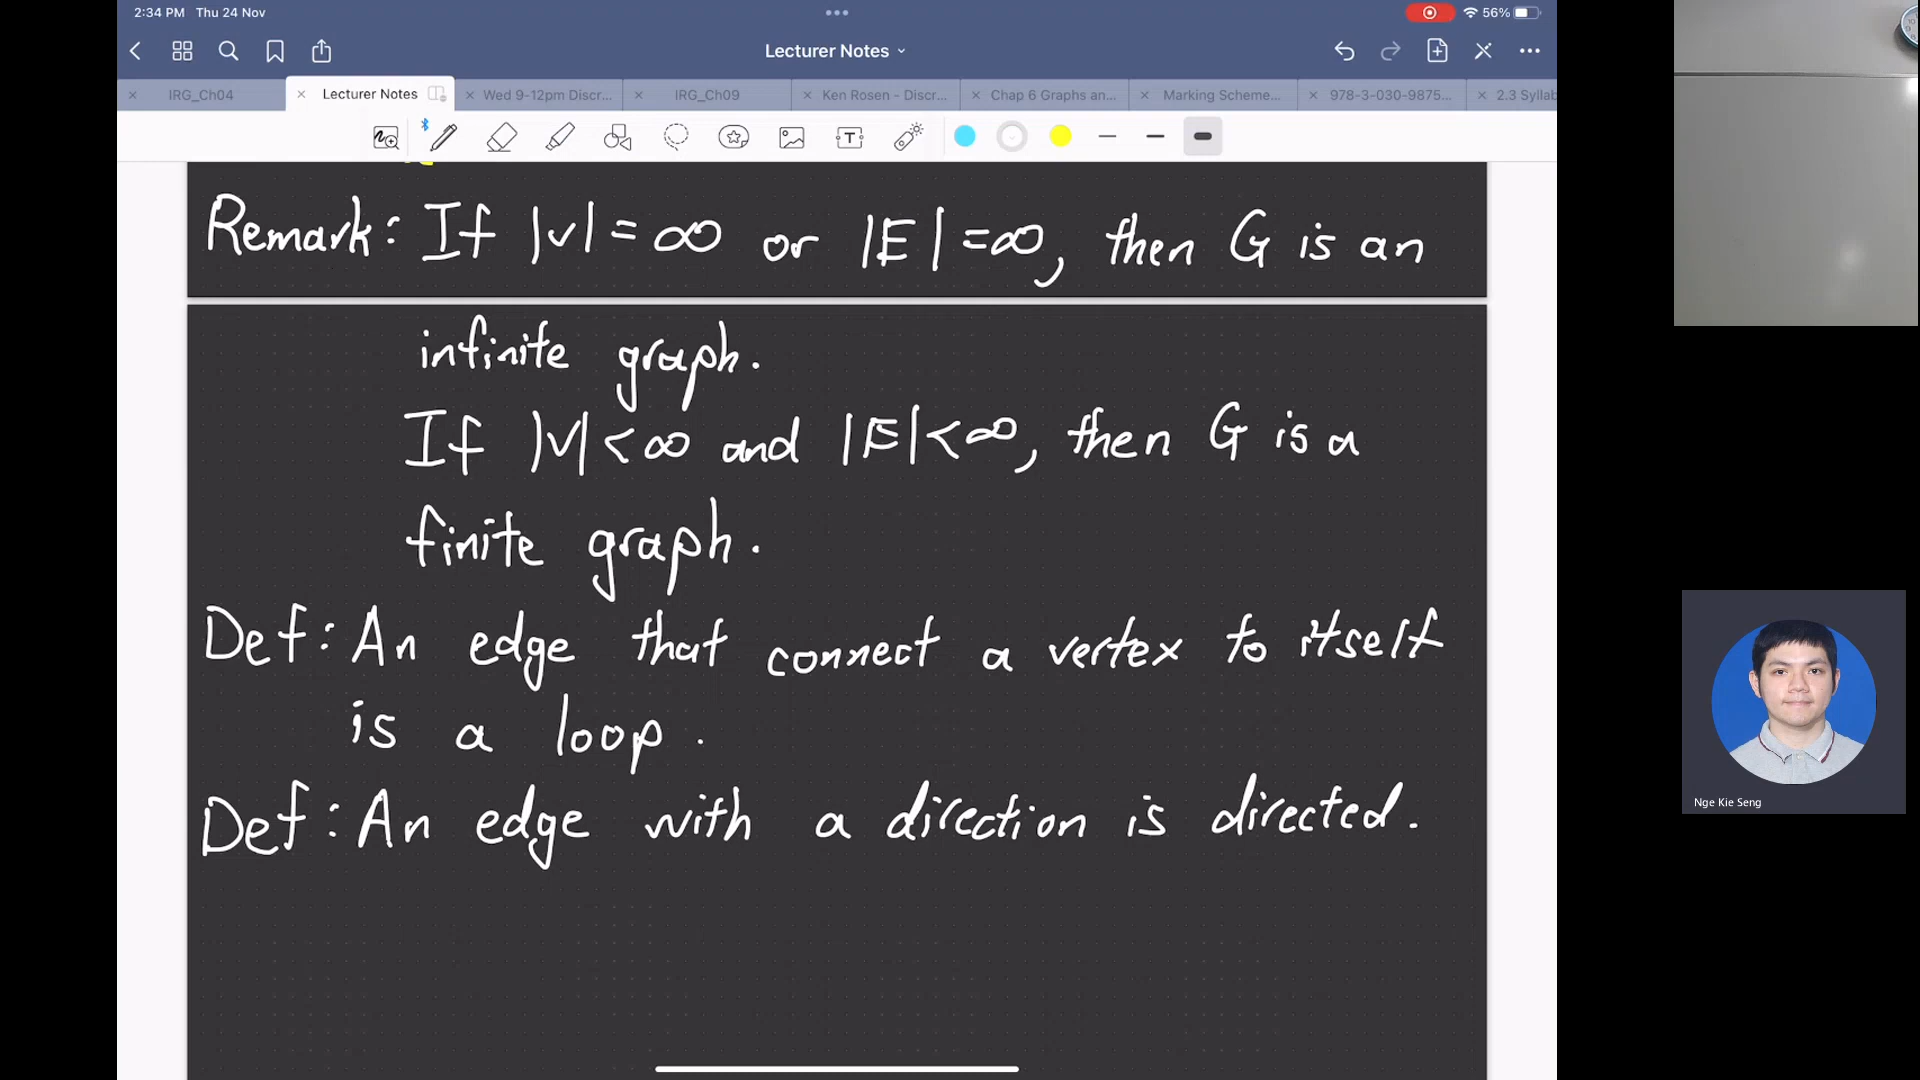 2:34 PM Thu 24 Nov
56%
Lecturer Notes
IRG_Ch04
Lecturer Notes
Wed 9-12pm Discr...
IRG_Ch09
Ken Rosen - Discr...
Chap 6 Graphs an...
Marking Scheme...
978-3-030-9875...
2.3 Syllab
Remark: If |V| = ∞ or |E| = ∞, then G is an
infinite graph.
If |V| < ∞ and |E| < ∞, then G is a
finite graph.
Def: An edge that connect a vertex to itself
is a loop.
Def: An edge with a direction is directed.
Nge Kie Seng